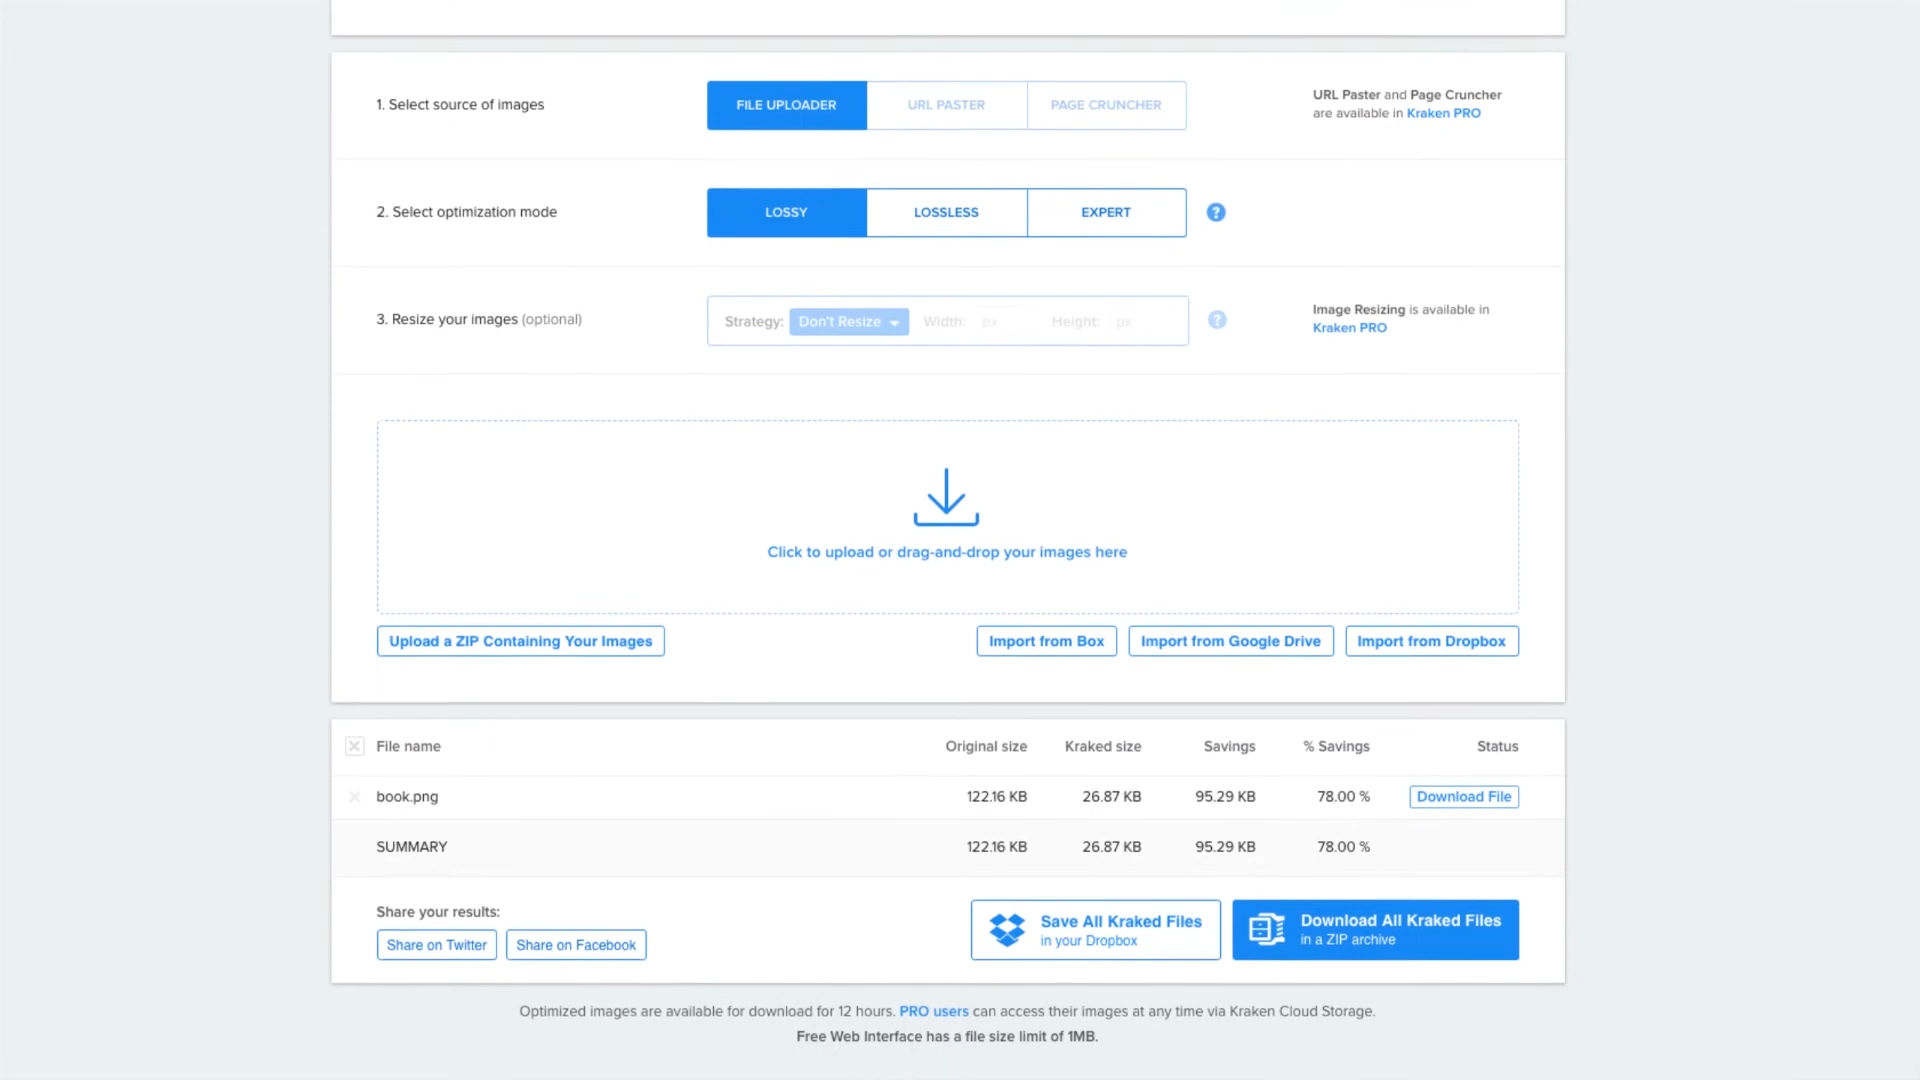 1. Select source of images
FILE UPLOADER
URL PASTER
PAGE CRUNCHER
URL Paster and Page Cruncher
are available in Kraken PRO
2. Select optimization mode
LOSSY
LOSSLESS
EXPERT
?
3. Resize your images (optional)
Strategy:
Don't Resize
Width:
px
Height:
px
?
Image Resizing is available in
Kraken PRO
Click to upload or drag-and-drop your images here
Upload a ZIP Containing Your Images
Import from Box
Import from Google Drive
Import from Dropbox
File name Original size Kraked size Savings % Savings Status
book.png 122.16 KB 26.87 KB 95.29 KB 78.00 % Download File
SUMMARY 122.16 KB 26.87 KB 95.29 KB 78.00 %
Share your results:
Share on Twitter
Share on Facebook
Save All Kraked Files
in your Dropbox
Download All Kraked Files
in a ZIP archive
Optimized images are available for download for 12 hours. PRO users can access their images at any time via Kraken Cloud Storage.
Free Web Interface has a file size limit of 1MB.